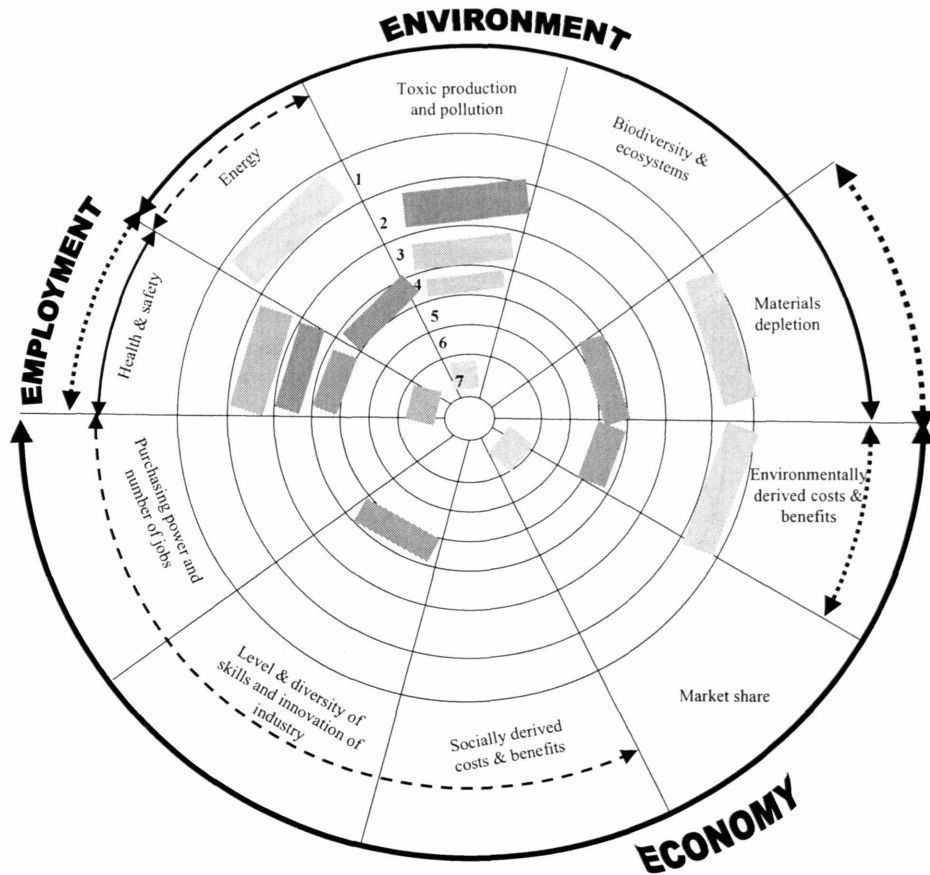 ENVIRONMENT
Toxic production
and pollution
Biodiversity &
ecosystems
Energy
EMPLOYMENT
Health & safety
1
2
3
4
5
6
7
Materials
depletion
Environmentally
derived costs &
benefits
Purchasing power and
number of jobs
Level & diversity of
skills and innovation of
industry
Socially derived
costs & benefits
Market share
ECONOMY